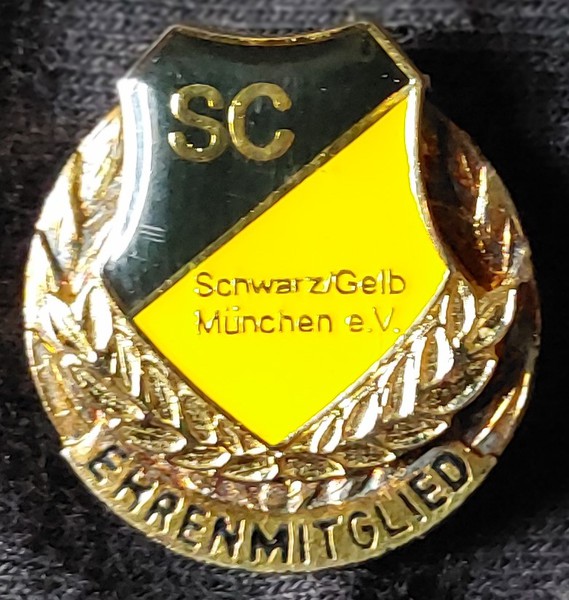 SC
Schwarz/Gelb
München e.V.
EHRENMITGLIED